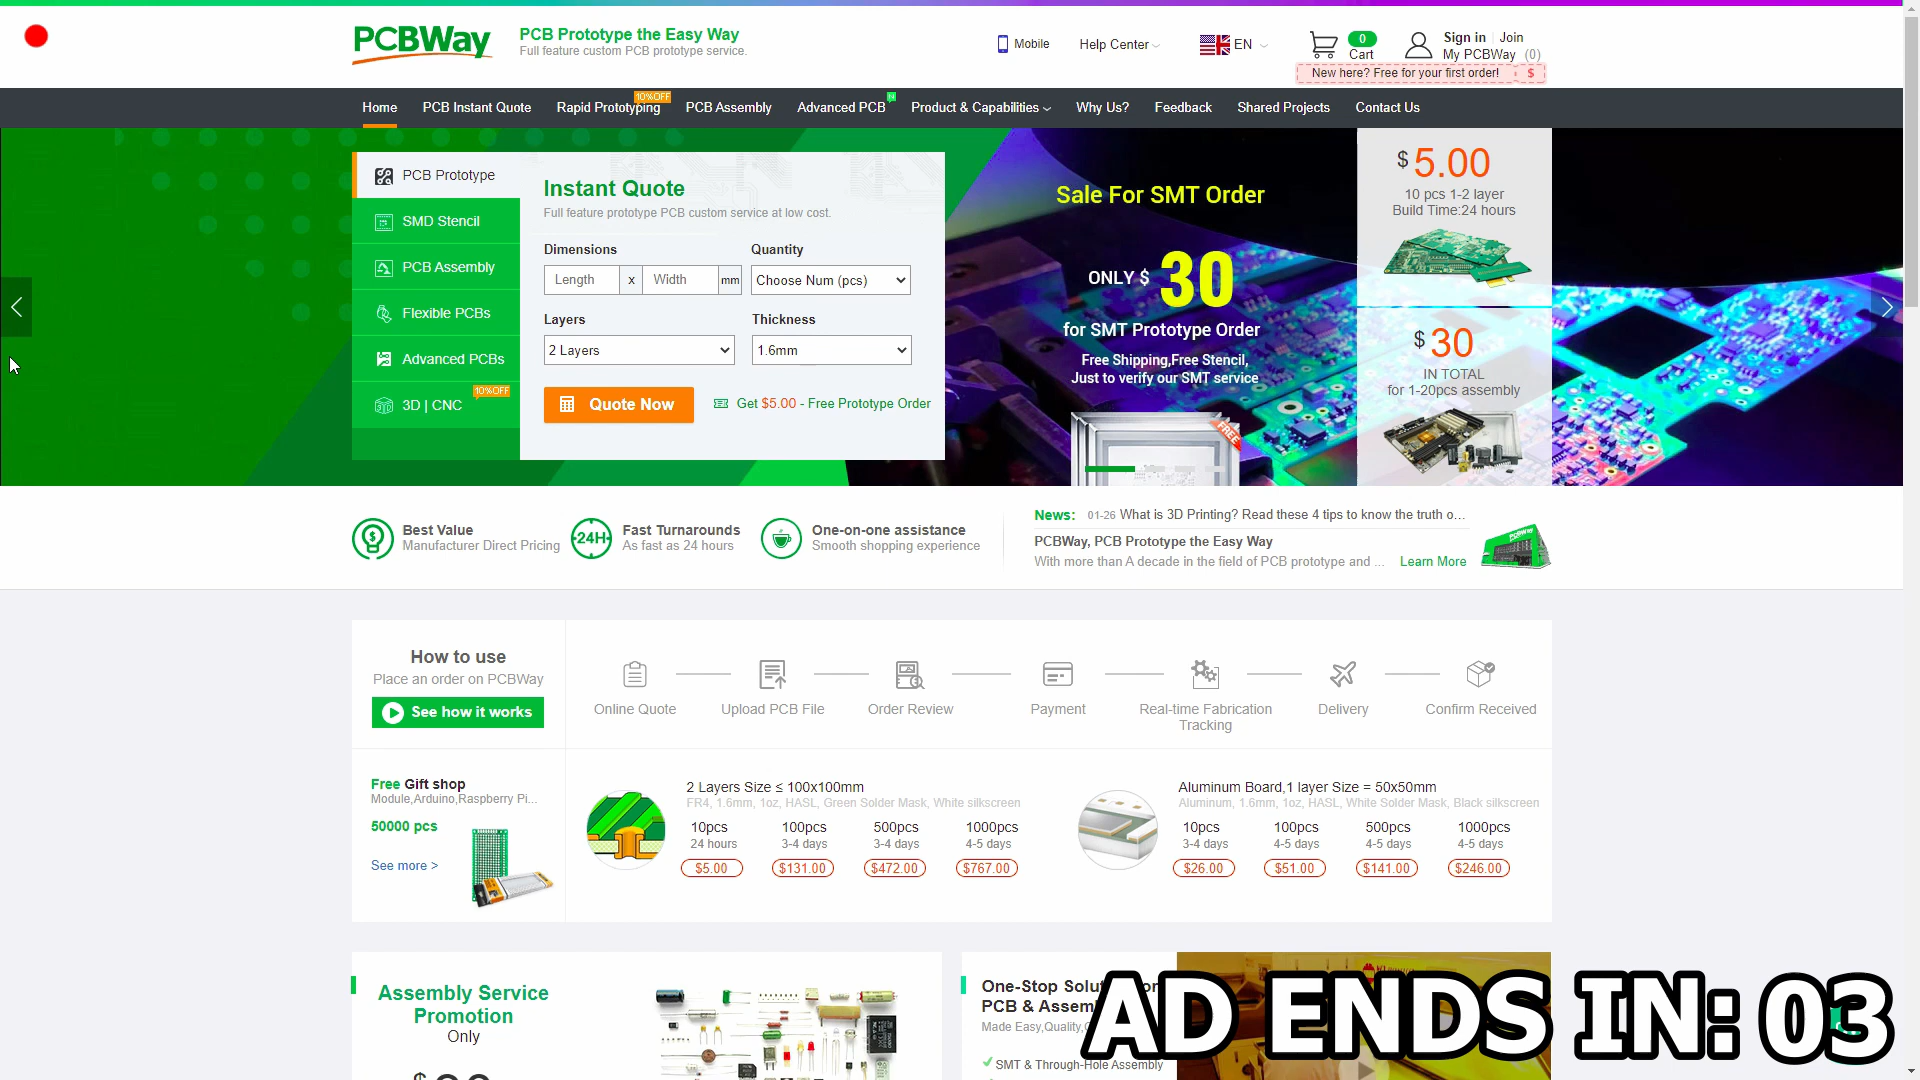 PCBWay
PCB Prototype the Easy Way
Full feature custom PCB prototype service.
Mobile
Help Center
EN
0
Cart
Sign in
Join
My PCBWay (0)
New here? Free for your first order! $
Home
PCB Instant Quote
Rapid Prototyping
10%OFF
PCB Assembly
Advanced PCB
Product & Capabilities
Why Us?
Feedback
Shared Projects
Contact Us
PCB Prototype
SMD Stencil
PCB Assembly
Flexible PCBs
Advanced PCBs
10%OFF
3D | CNC
Instant Quote
Full feature prototype PCB custom service at low cost.
Dimensions
Quantity
Length x Width mm
Choose Num (pcs)
Layers
Thickness
2 Layers
1.6mm
Quote Now
Get $5.00 - Free Prototype Order
Sale For SMT Order
ONLY $ 30
for SMT Prototype Order
Free Shipping,Free Stencil,
Just to verify our SMT service
FREE
$ 5.00
10 pcs 1-2 layer
Build Time:24 hours
$ 30
IN TOTAL
for 1-20pcs assembly
Best Value
Manufacturer Direct Pricing
24H
Fast Turnarounds
As fast as 24 hours
One-on-one assistance
Smooth shopping experience
News: 01-26 What is 3D Printing? Read these 4 tips to know the truth o...
PCBWay, PCB Prototype the Easy Way
With more than A decade in the field of PCB prototype and ... Learn More
How to use
Place an order on PCBWay
See how it works
Online Quote
Upload PCB File
Order Review
Payment
Real-time Fabrication
Tracking
Delivery
Confirm Received
Free Gift shop
Module,Arduino,Raspberry Pi...
50000 pcs
See more >
2 Layers Size ≤ 100x100mm
FR4, 1.6mm, 1oz, HASL, Green Solder Mask, White silkscreen
10pcs 100pcs 500pcs 1000pcs
24 hours 3-4 days 3-4 days 4-5 days
$5.00 $131.00 $472.00 $767.00
Aluminum Board,1 layer Size = 50x50mm
Aluminum, 1.6mm, 1oz, HASL, White Solder Mask, Black silkscreen
10pcs 100pcs 500pcs 1000pcs
3-4 days 4-5 days 4-5 days 4-5 days
$26.00 $51.00 $141.00 $246.00
Assembly Service
Promotion
Only
One-Stop
PCB &
Made Easy,Quality,
SMT & Through-Hole Assembly
AD ENDS IN: 03